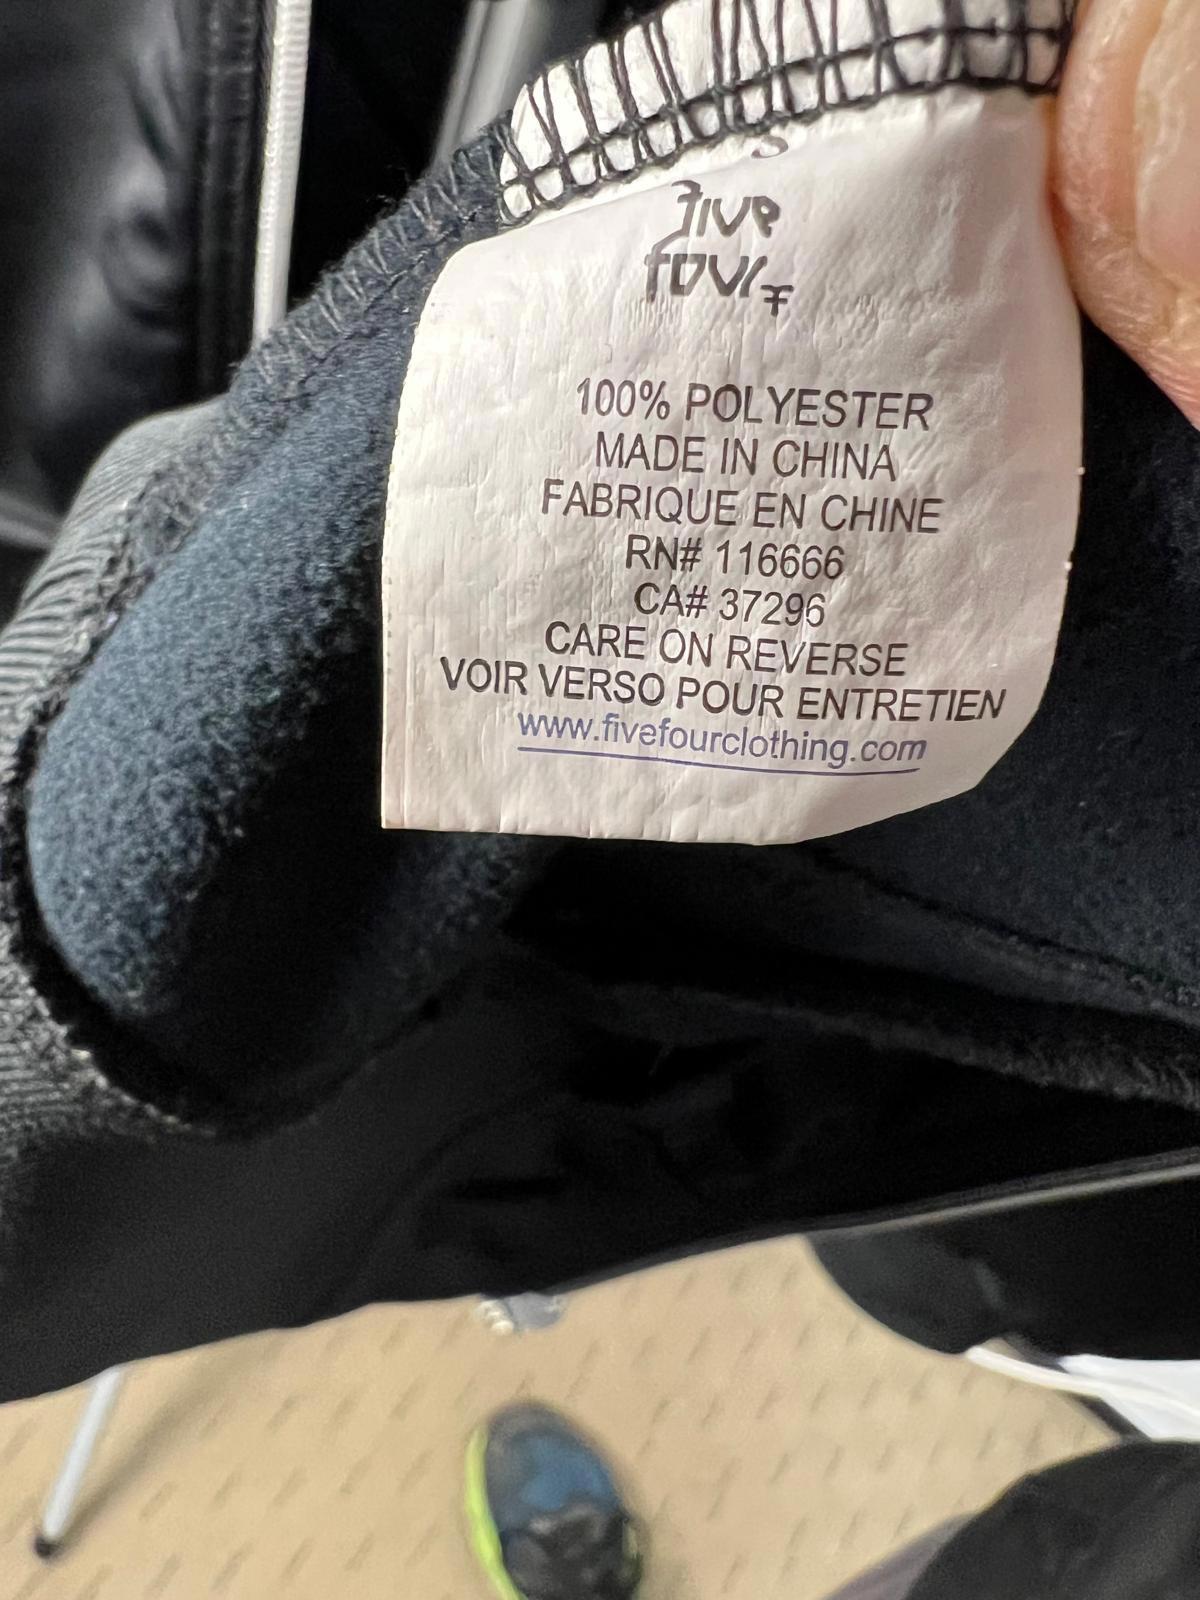 S
five
four
100% POLYESTER
MADE IN CHINA
FABRIQUE EN CHINE
RN# 116666
CA# 37296
CARE ON REVERSE
VOIR VERSO POUR ENTRETIEN
www.fivefourclothing.com